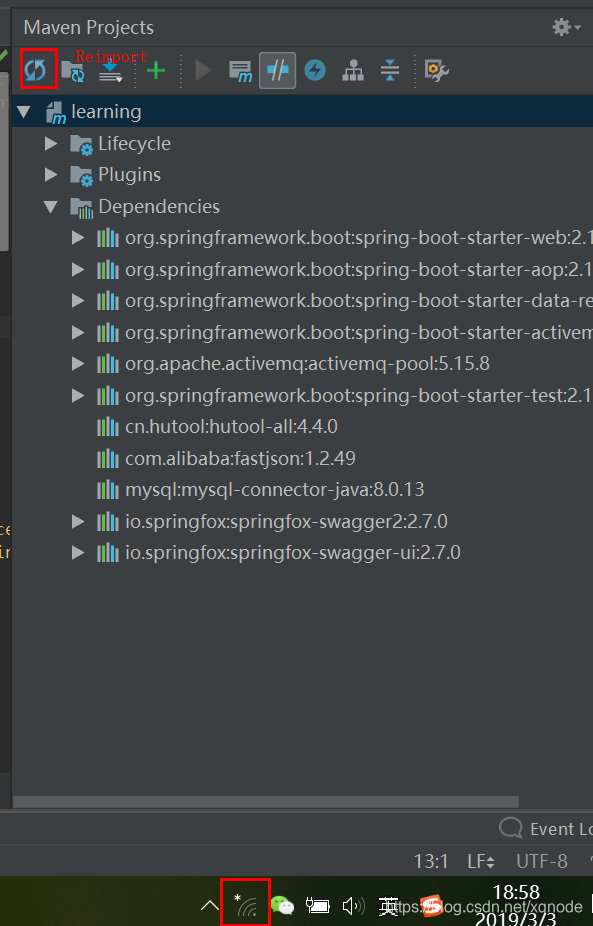 Maven Projects
Reimport
learning
Lifecycle
Plugins
Dependencies
org.springframework.boot:spring-boot-starter-web:2.1
org.springframework.boot:spring-boot-starter-aop:2.1
org.springframework.boot:spring-boot-starter-data-re
org.springframework.boot:spring-boot-starter-activem
org.apache.activemq:activemq-pool:5.15.8
org.springframework.boot:spring-boot-starter-test:2.1
cn.hutool:hutool-all:4.4.0
com.alibaba:fastjson:1.2.49
mysql:mysql-connector-java:8.0.13
io.springfox:springfox-swagger2:2.7.0
io.springfox:springfox-swagger-ui:2.7.0
Event Lo
13:1 LF UTF-8
英 18:58
https://blog.csdn.net/xqnode
2019/3/3